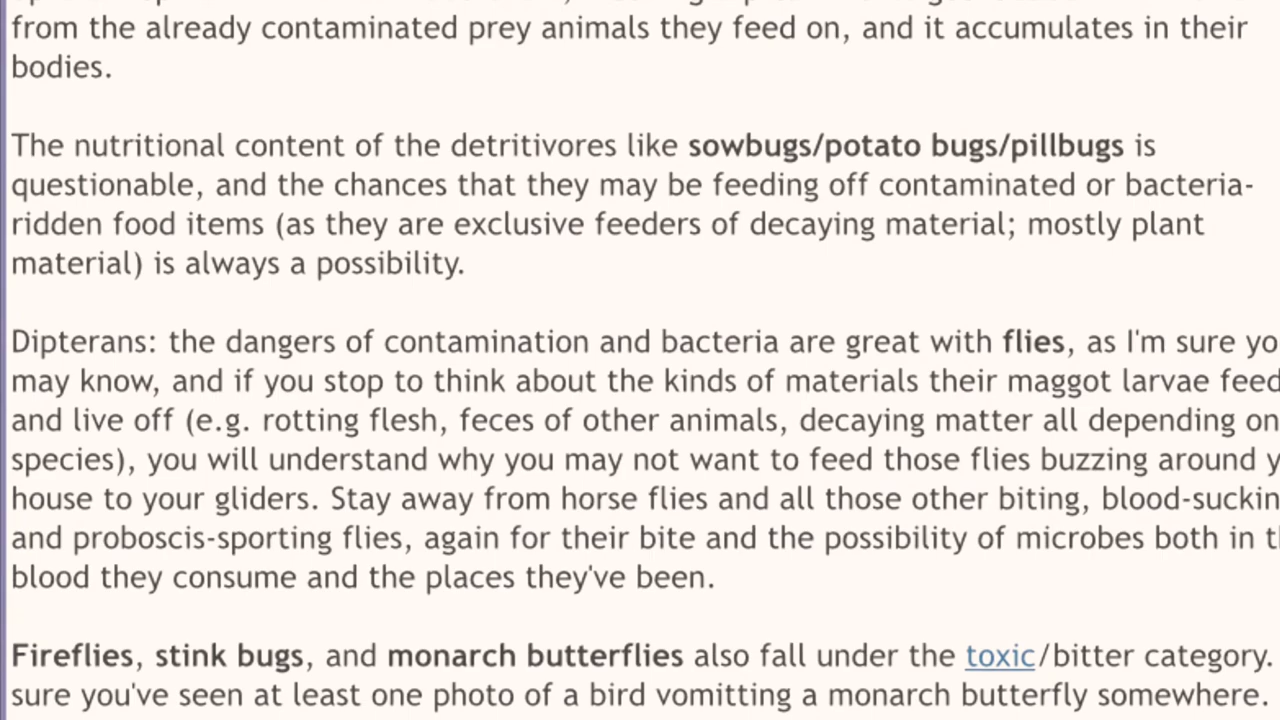 from the already contaminated prey animals they feed on, and it accumulates in their
bodies.
The nutritional content of the detritivores like sowbugs/potato bugs/pillbugs is
questionable, and the chances that they may be feeding off contaminated or bacteria-
ridden food items (as they are exclusive feeders of decaying material; mostly plant
material) is always a possibility.
Dipterans: the dangers of contamination and bacteria are great with flies, as I'm sure yo
may know, and if you stop to think about the kinds of materials their maggot larvae feed
and live off (e.g. rotting flesh, feces of other animals, decaying matter all depending on
species), you will understand why you may not want to feed those flies buzzing around y
house to your gliders. Stay away from horse flies and all those other biting, blood-suckin
and proboscis-sporting flies, again for their bite and the possibility of microbes both in th
blood they consume and the places they've been.
Fireflies, stink bugs, and monarch butterflies also fall under the toxic/bitter category.
sure you've seen at least one photo of a bird vomitting a monarch butterfly somewhere.